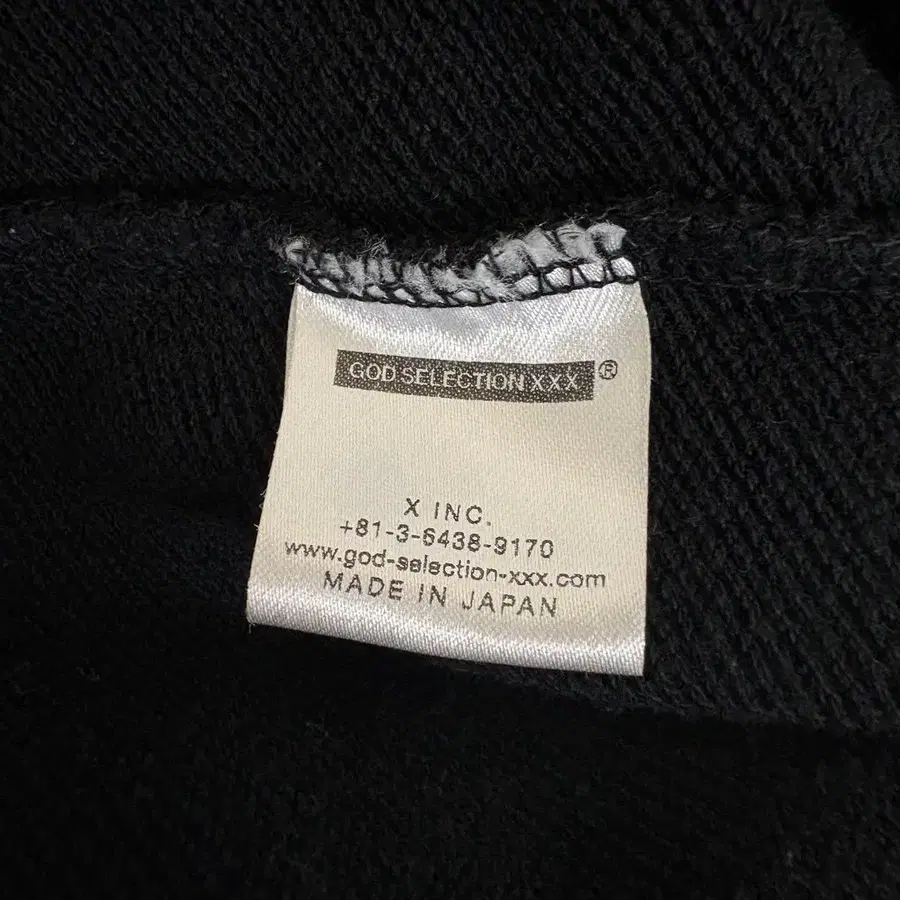 GOD SELECTION XXX ®
X INC.
+81-3-6438-9170
www.god-selection-xxx.com
MADE IN JAPAN